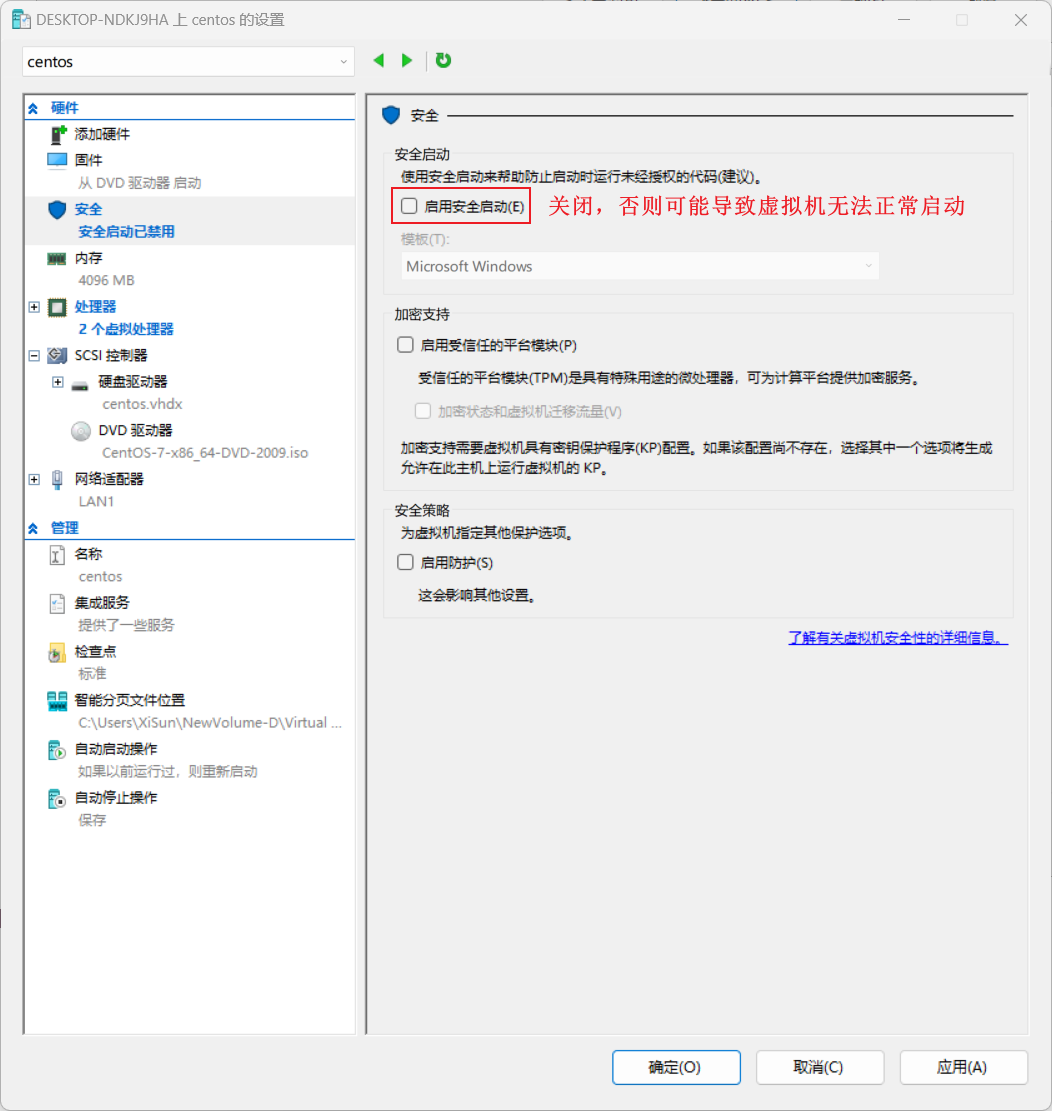 DESKTOP-NDKJ9HA 上 centos 的设置
centos
硬件
添加硬件
固件
从 DVD 驱动器 启动
安全
安全启动已禁用
内存
4096 MB
处理器
2 个虚拟处理器
SCSI 控制器
硬盘驱动器
centos.vhdx
DVD 驱动器
CentOS-7-x86_64-DVD-2009.iso
网络适配器
LAN1
管理
名称
centos
集成服务
提供了一些服务
检查点
标准
智能分页文件位置
C:\Users\XiSun\NewVolume-D\Virtual ...
自动启动操作
如果以前运行过，则重新启动
自动停止操作
保存
安全
安全启动
使用安全启动来帮助防止启动时运行未经授权的代码(建议)。
启用安全启动(E) 关闭，否则可能导致虚拟机无法正常启动
模板(T):
Microsoft Windows
加密支持
启用受信任的平台模块(P)
受信任的平台模块(TPM)是具有特殊用途的微处理器，可为计算平台提供加密服务。
加密状态和虚拟机迁移流量(V)
加密支持需要虚拟机具有密钥保护程序(KP)配置。如果该配置尚不存在，选择其中一个选项将生成
允许在此主机上运行虚拟机的 KP。
安全策略
为虚拟机指定其他保护选项。
启用防护(S)
这会影响其他设置。
了解有关虚拟机安全性的详细信息。
确定(O) 取消(C) 应用(A)